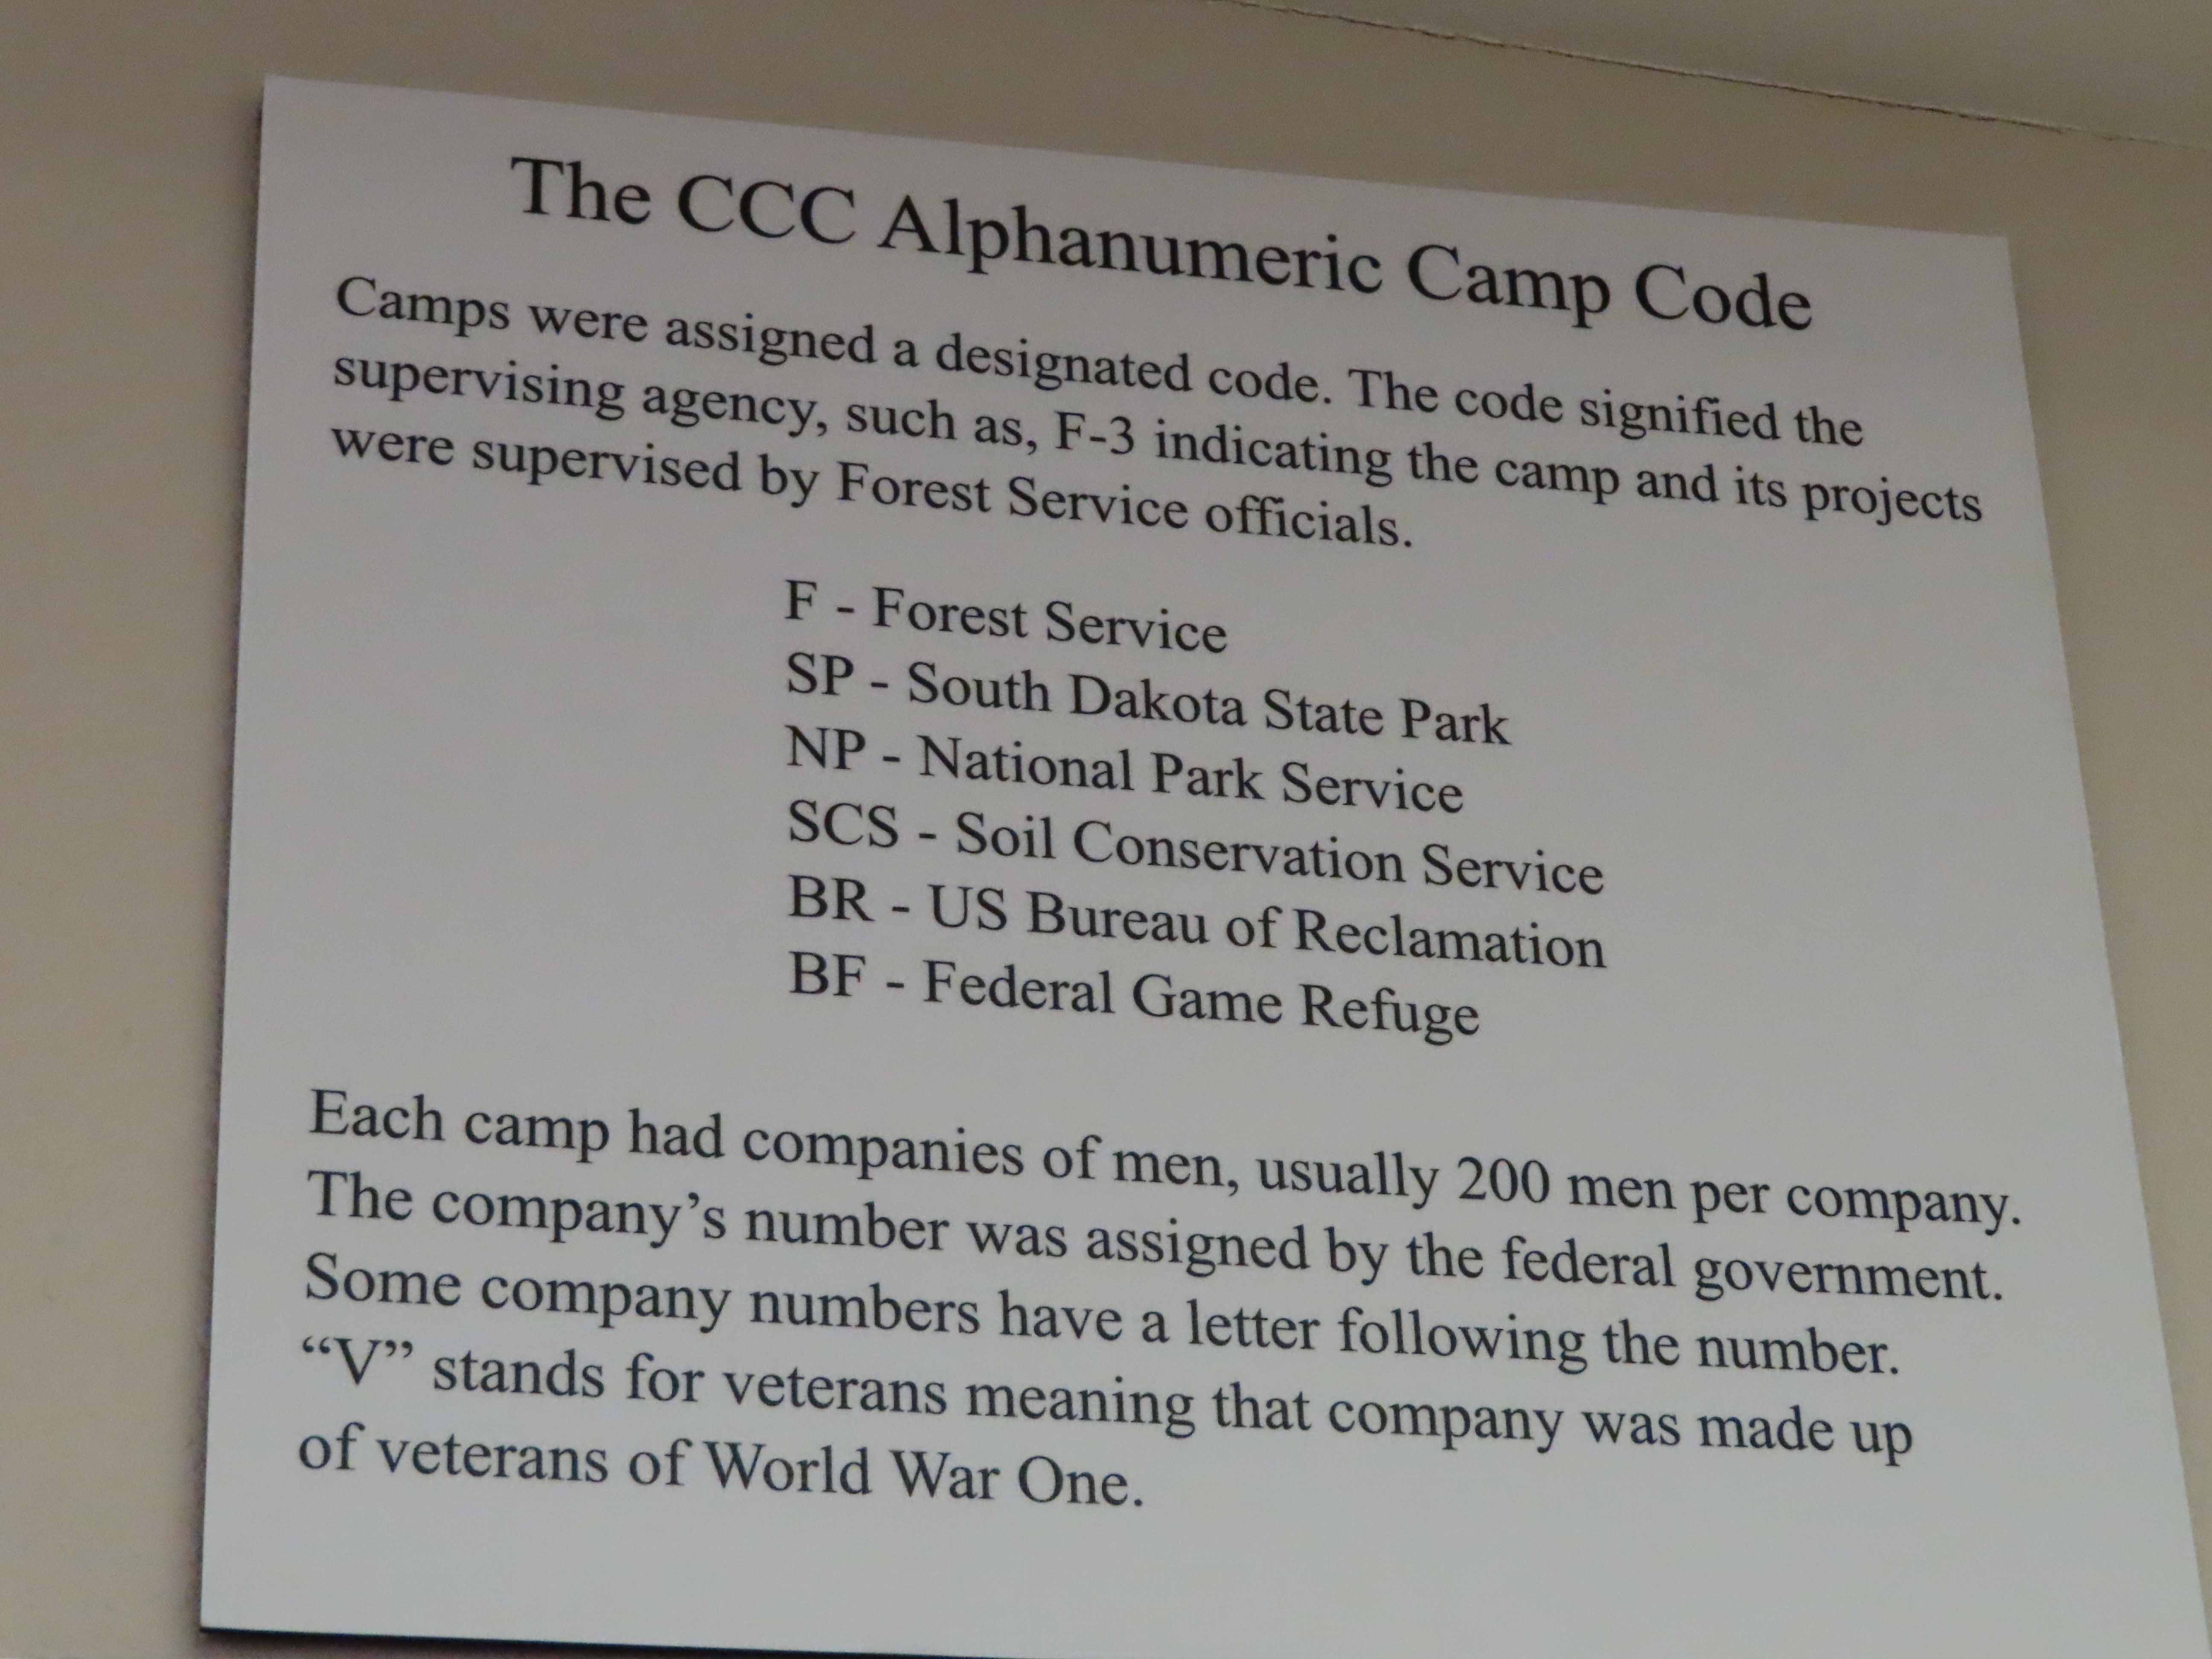 The CCC Alphanumeric Camp Code
Camps were assigned a designated code. The code signified the
supervising agency, such as, F-3 indicating the camp and its projects
were supervised by Forest Service officials.
F - Forest Service
SP - South Dakota State Park
NP - National Park Service
SCS - Soil Conservation Service
BR - US Bureau of Reclamation
BF - Federal Game Refuge
Each camp had companies of men, usually 200 men per company.
The company’s number was assigned by the federal government.
Some company numbers have a letter following the number.
“V” stands for veterans meaning that company was made up
of veterans of World War One.